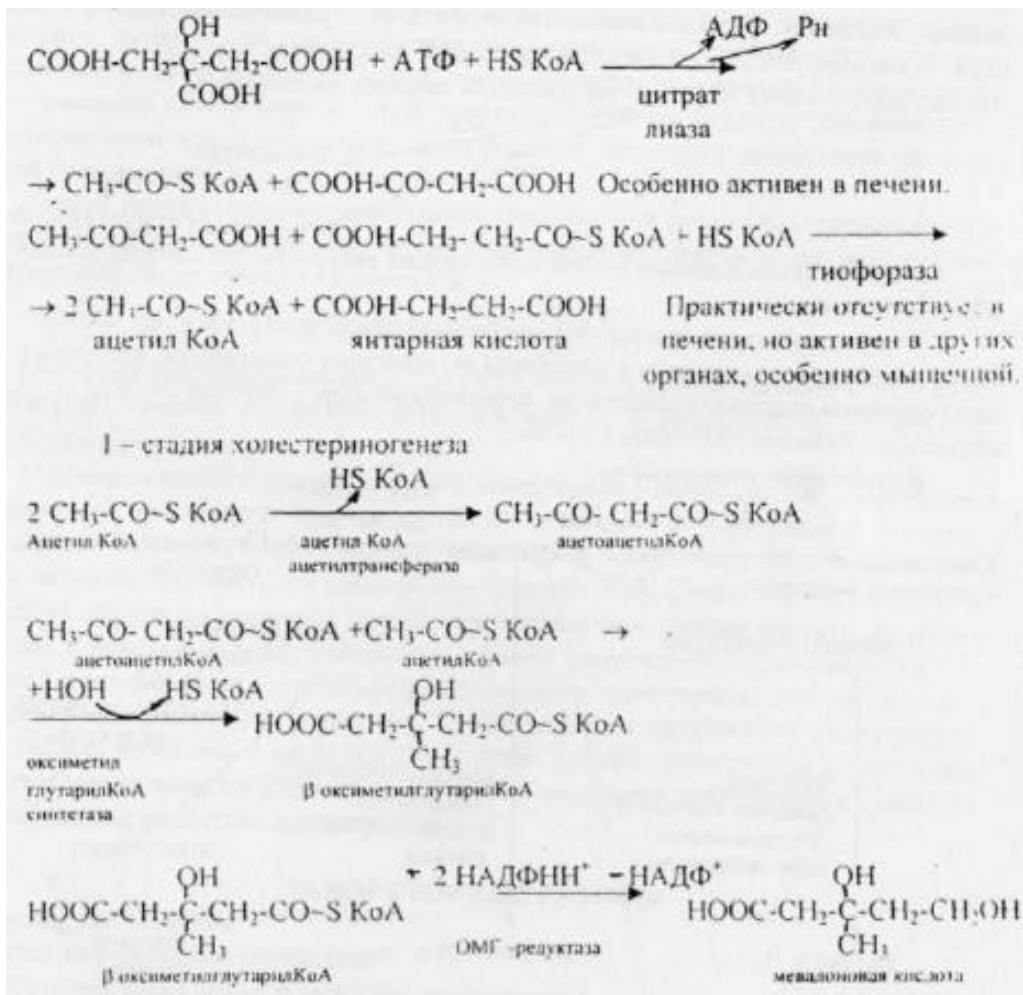 OH АДФ Рн
COOH-CH₂-C-CH₂-COOH + АТФ + HS КоА
COOH
цитрат
лиаза
→ CH₃-CO~S КоА + COOH-CO-CH₂-COOH Особенно активен в печени.
CH₃-CO-CH₂-COOH + COOH-CH₂- CH₂-CO~S КоА + HS КоА
тиофораза
→ 2 CH₃-CO~S КоА + COOH-CH₂-CH₂-COOH Практически отсутствует в
ацетил КоА янтарная кислота печени, но активен в других
органах, особенно мышечной.
1 – стадия холестериногенеза
HS КоА
2 CH₃-CO~S КоА → CH₃-CO- CH₂-CO~S КоА
Ацетил КоА ацетил КоА ацетоацетилКоА
ацетилтрансфераза
CH₃-CO- CH₂-CO~S КоА +CH₃-CO~S КоА →
ацетоацетилКоА ацетилКоА
+HOH HS КоА OH
HOOC-CH₂-C-CH₂-CO~S КоА
оксиметил CH₃
глутарилКоА β оксиметилглутарилКоА
синтетаза
OH + 2 НАДФНН⁺ – НАДФ⁺ OH
HOOC-CH₂-C-CH₂-CO~S КоА → HOOC-CH₂-C-CH₂-CH₂OH
CH₃ ОМГ -редуктаза CH₃
β оксиметилглутарилКоА мевалоновая кислота